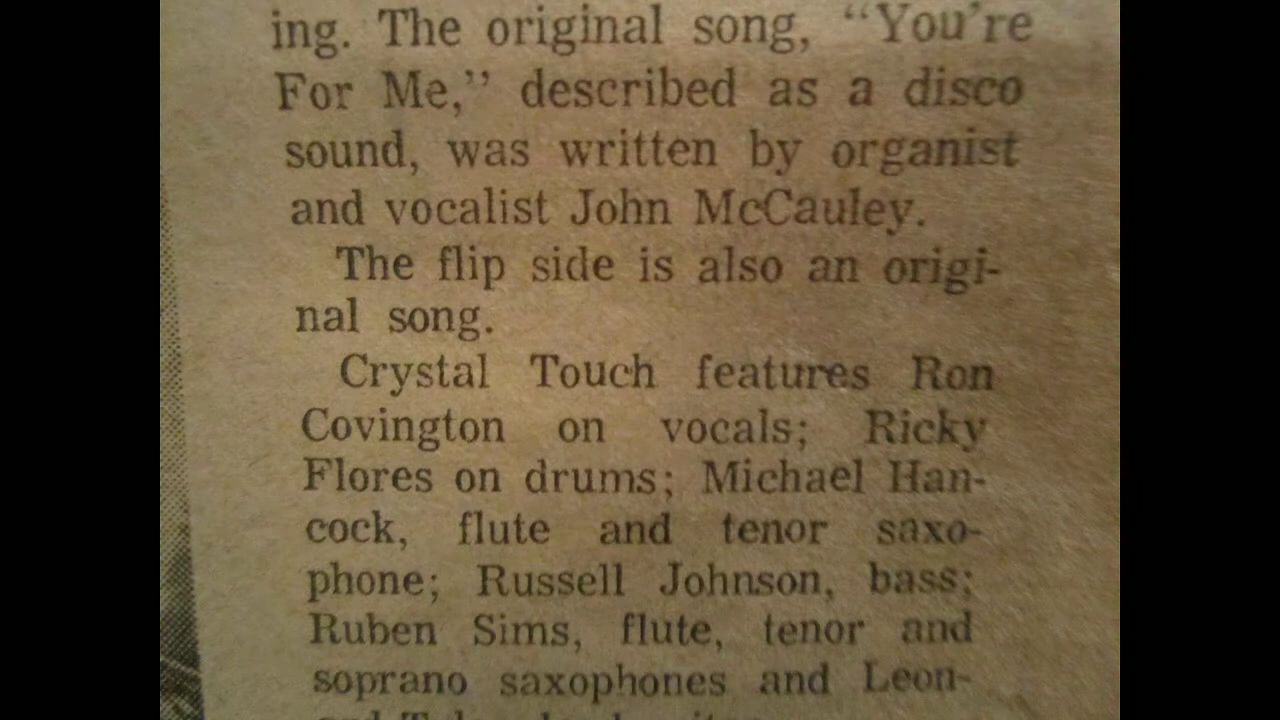 ing. The original song, "You're
For Me," described as a disco
sound, was written by organist
and vocalist John McCauley.
The flip side is also an origi-
nal song.
Crystal Touch features Ron
Covington on vocals; Ricky
Flores on drums; Michael Han-
cock, flute and tenor saxo-
phone; Russell Johnson, bass;
Ruben Sims, flute, tenor and
soprano saxophones and Leon-